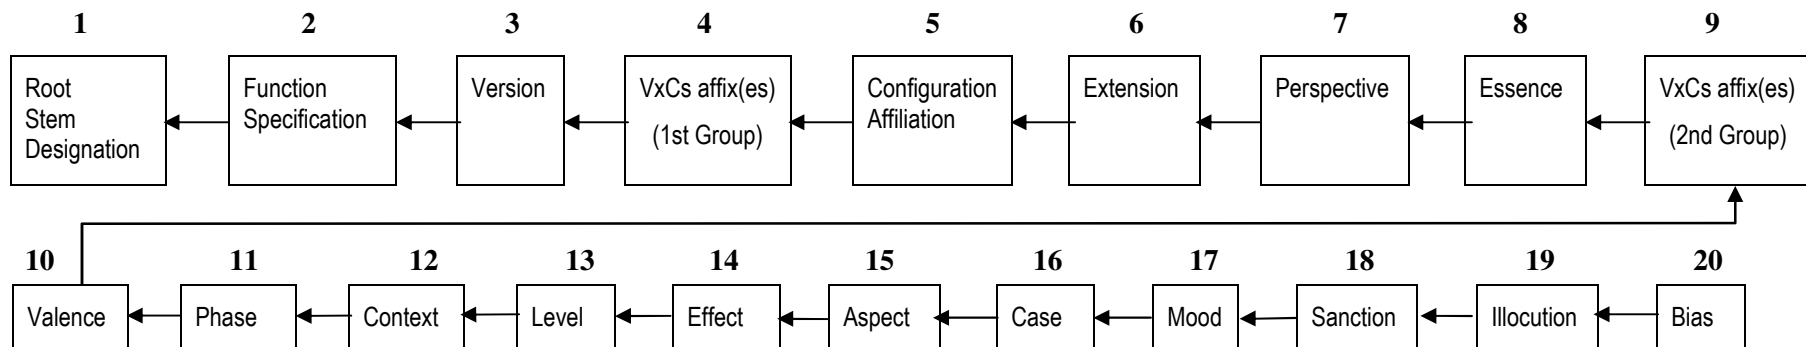 1 2 3 4 5 6 7 8 9
Root
Stem
Designation
Function
Specification
Version
VxCs affix(es)
(1st Group)
Configuration
Affiliation
Extension
Perspective
Essence
VxCs affix(es)
(2nd Group)
10 11 12 13 14 15 16 17 18 19 20
Valence Phase Context Level Effect Aspect Case Mood Sanction Illocution Bias